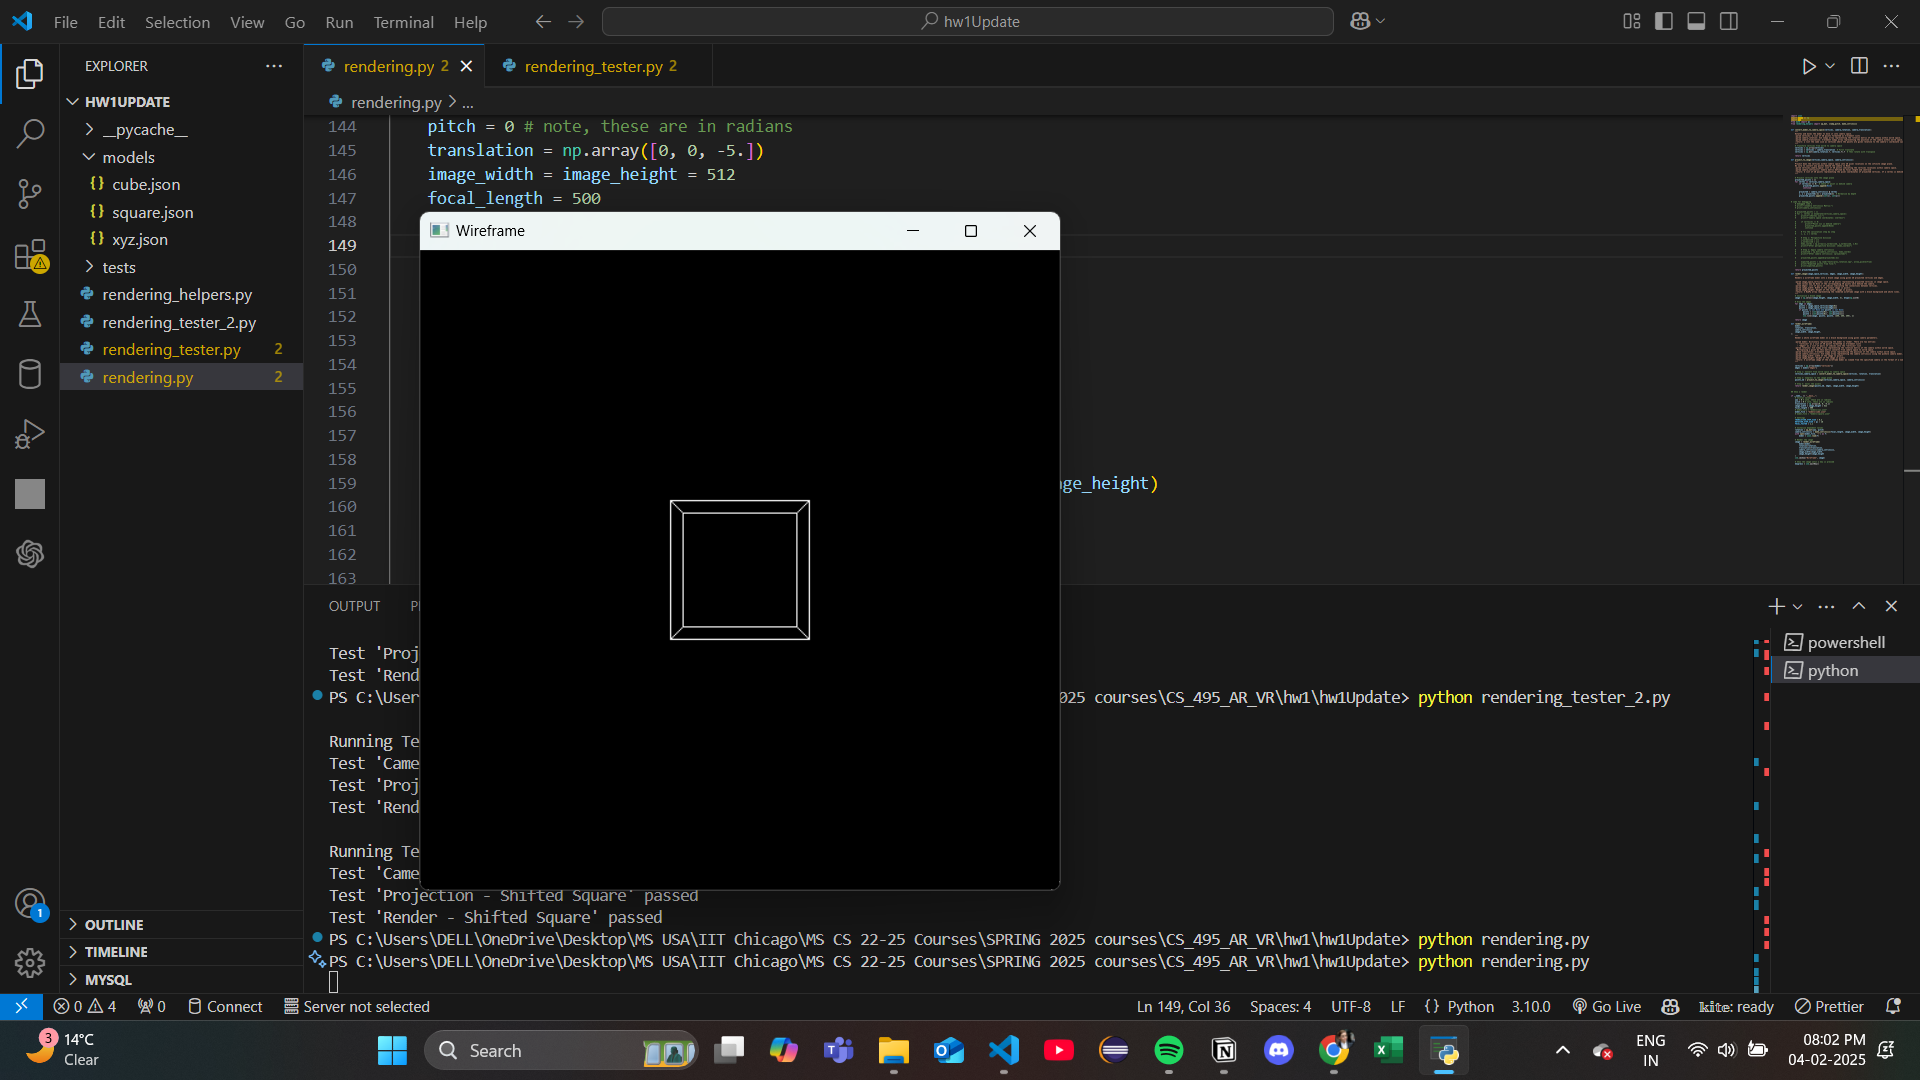 File Edit Selection View Go Run Terminal Help
hw1Update
EXPLORER
HW1UPDATE
__pycache__
models
cube.json
square.json
xyz.json
tests
rendering_helpers.py
rendering_tester_2.py
rendering_tester.py 2
rendering.py 2
OUTLINE
TIMELINE
MYSQL
rendering.py 2
rendering_tester.py 2
rendering.py > ...
144 pitch = 0 # note, these are in radians
145 translation = np.array([0, 0, -5.])
146 image_width = image_height = 512
147 focal_length = 500
148
149
150
151
152
153
154
155
156
157
158
159 ge_height)
160
161
162
163
Wireframe
OUTPUT P
Test 'Proj
Test 'Rend
PS C:\User 025 courses\CS_495_AR_VR\hw1\hw1Update> python rendering_tester_2.py
Running Te
Test 'Came
Test 'Proj
Test 'Rend
Running Te
Test 'Came
Test 'Projection - Shifted Square' passed
Test 'Render - Shifted Square' passed
PS C:\Users\DELL\OneDrive\Desktop\MS USA\IIT Chicago\MS CS 22-25 Courses\SPRING 2025 courses\CS_495_AR_VR\hw1\hw1Update> python rendering.py
PS C:\Users\DELL\OneDrive\Desktop\MS USA\IIT Chicago\MS CS 22-25 Courses\SPRING 2025 courses\CS_495_AR_VR\hw1\hw1Update> python rendering.py
powershell
python
1
0 4 0 Connect Server not selected
Ln 149, Col 36 Spaces: 4 UTF-8 LF {} Python 3.10.0 Go Live kite: ready Prettier
3
14°C
Clear
Search
ENG
IN
08:02 PM
04-02-2025